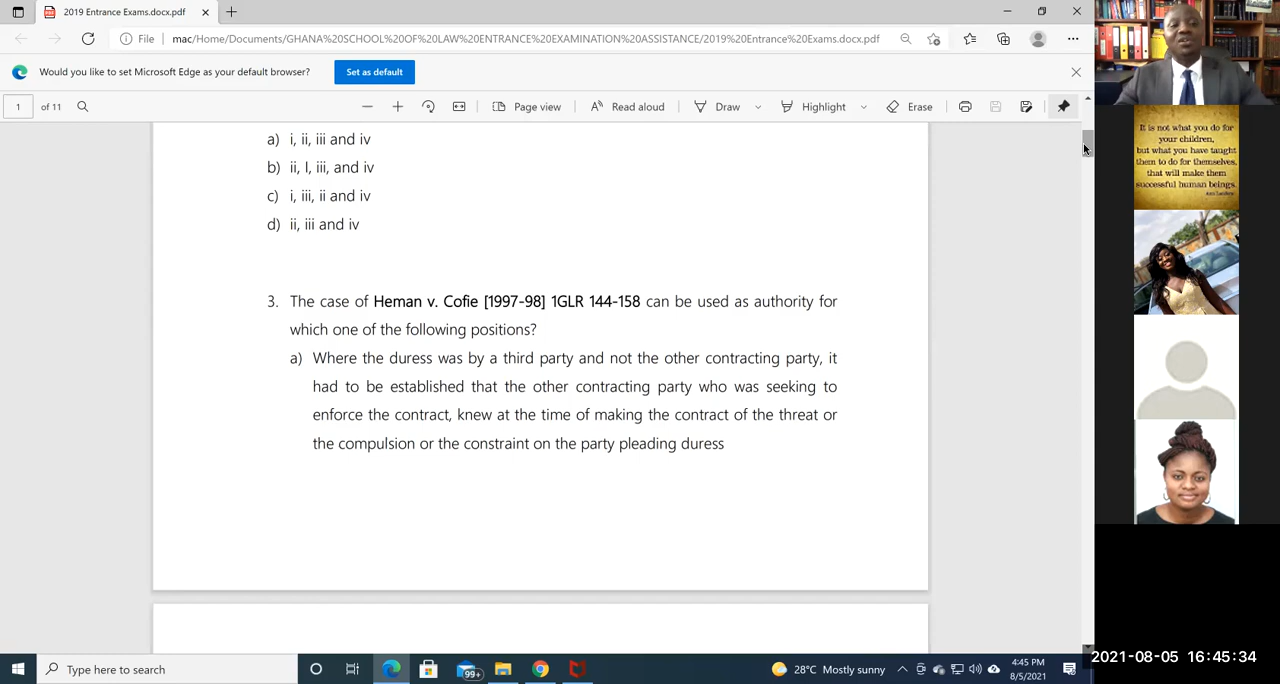 2019 Entrance Exams.docx.pdf
File
mac/Home/Documents/GHANA%20SCHOOL%20OF%20LAW%20ENTRANCE%20EXAMINATION%20ASSISTANCE/2019%20Entrance%20Exams.docx.pdf
Would you like to set Microsoft Edge as your default browser?
Set as default
1 of 11
Page view
Read aloud
Draw
Highlight
Erase
a) i, ii, iii and iv
b) ii, I, iii, and iv
c) i, iii, ii and iv
d) ii, iii and iv
3. The case of Heman v. Cofie [1997-98] 1GLR 144-158 can be used as authority for
which one of the following positions?
a) Where the duress was by a third party and not the other contracting party, it
had to be established that the other contracting party who was seeking to
enforce the contract, knew at the time of making the contract of the threat or
the compulsion or the constraint on the party pleading duress
It is not what you do for
your children,
but what you have taught
them to do for themselves,
that will make them
successful human beings.
Type here to search
99+
28°C Mostly sunny
4:45 PM
8/5/2021
2021-08-05 16:45:34